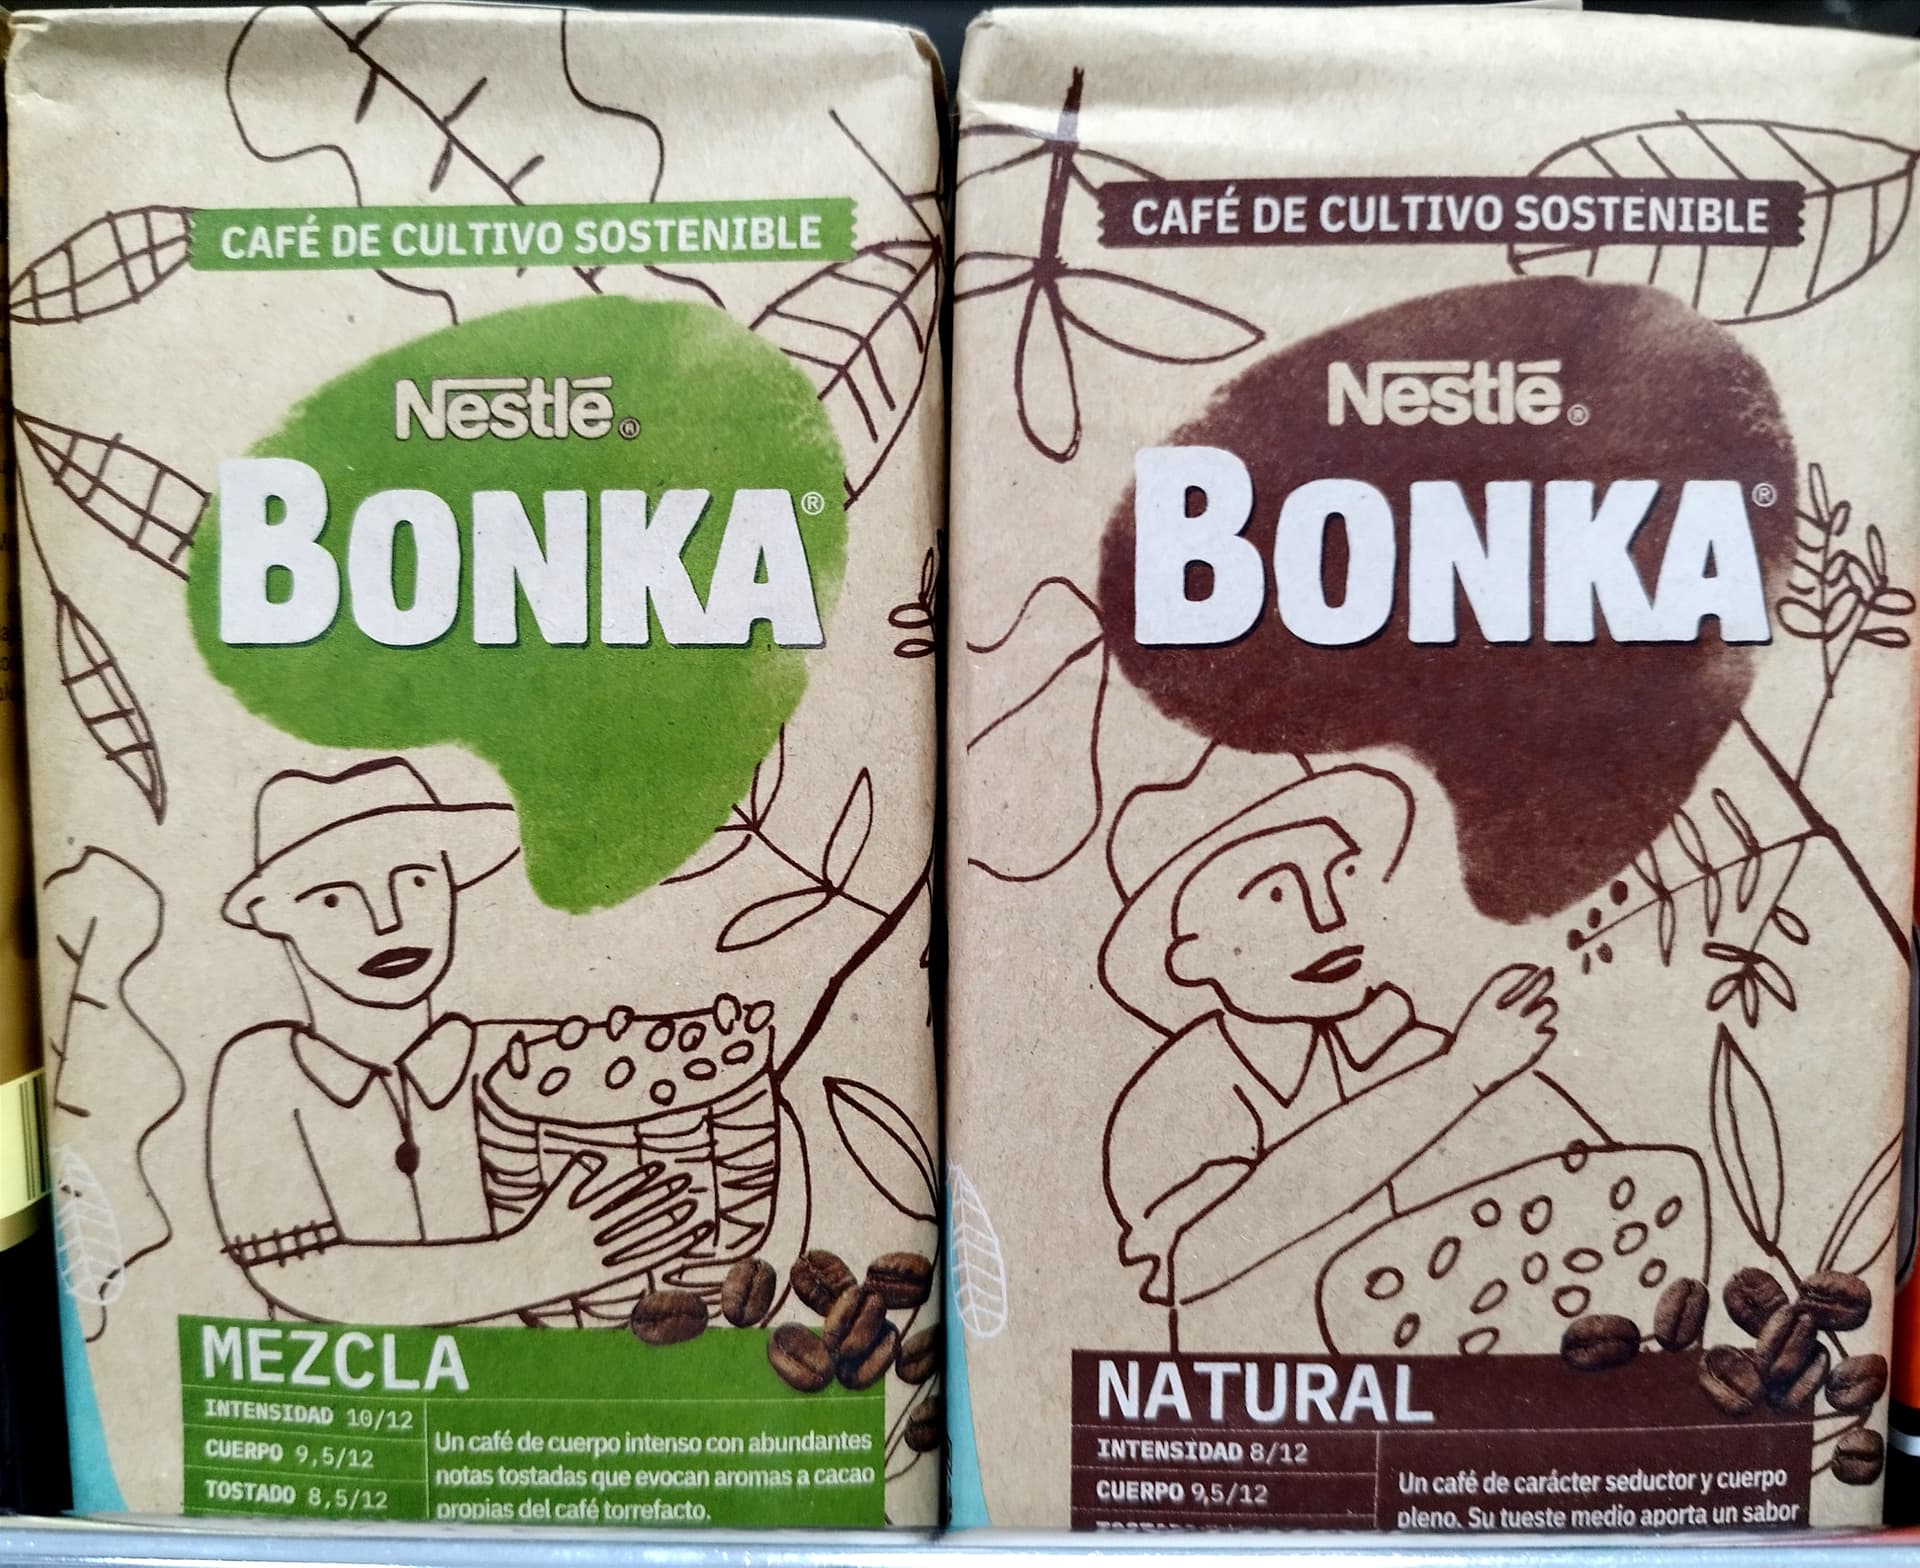 CAFÉ DE CULTIVO SOSTENIBLE
Nestlé®
BONKA®
MEZCLA
INTENSIDAD 10/12
CUERPO 9,5/12
TOSTADO 8,5/12
Un café de cuerpo intenso con abundantes
notas tostadas que evocan aromas a cacao
propias del café torrefacto.
CAFÉ DE CULTIVO SOSTENIBLE
Nestlé®
BONKA®
NATURAL
INTENSIDAD 8/12
CUERPO 9,5/12
Un café de carácter seductor y cuerpo
pleno. Su tueste medio aporta un sabor